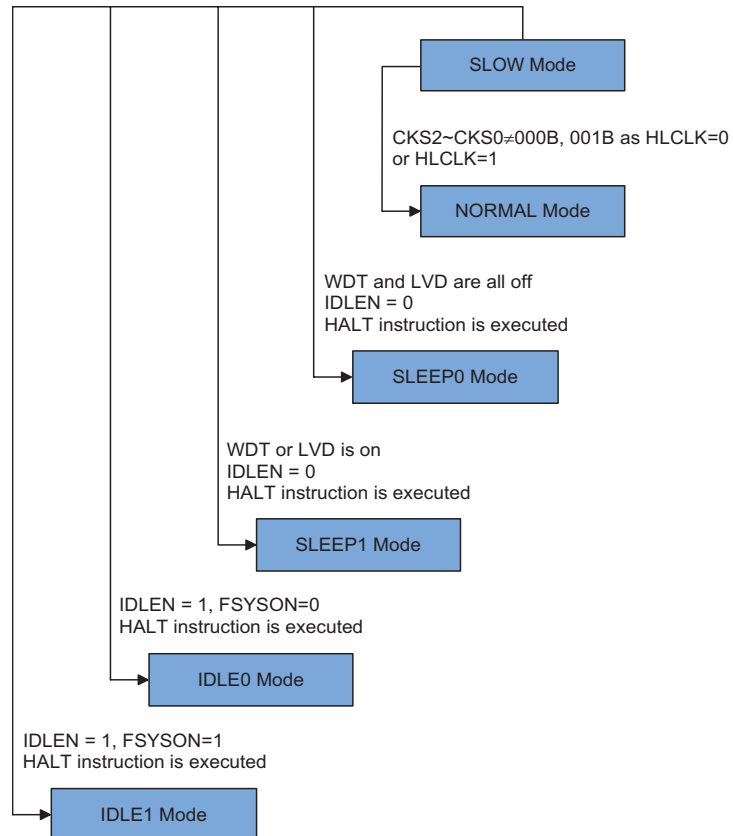 SLOW Mode
CKS2~CKS0≠000B, 001B as HLCLK=0
or HLCLK=1
NORMAL Mode
WDT and LVD are all off
IDLEN = 0
HALT instruction is executed
SLEEP0 Mode
WDT or LVD is on
IDLEN = 0
HALT instruction is executed
SLEEP1 Mode
IDLEN = 1, FSYSON=0
HALT instruction is executed
IDLE0 Mode
IDLEN = 1, FSYSON=1
HALT instruction is executed
IDLE1 Mode